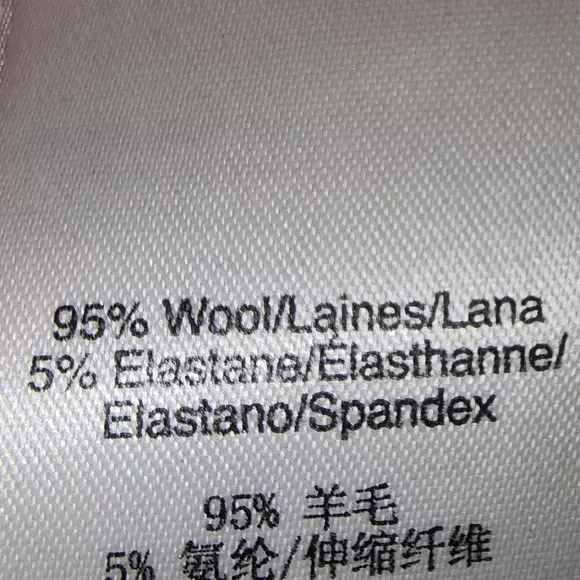 95% Wool/Laines/Lana
5% Elastane/Élasthanne/
Elastano/Spandex
95% 羊毛
5% 氨纶/伸缩纤维